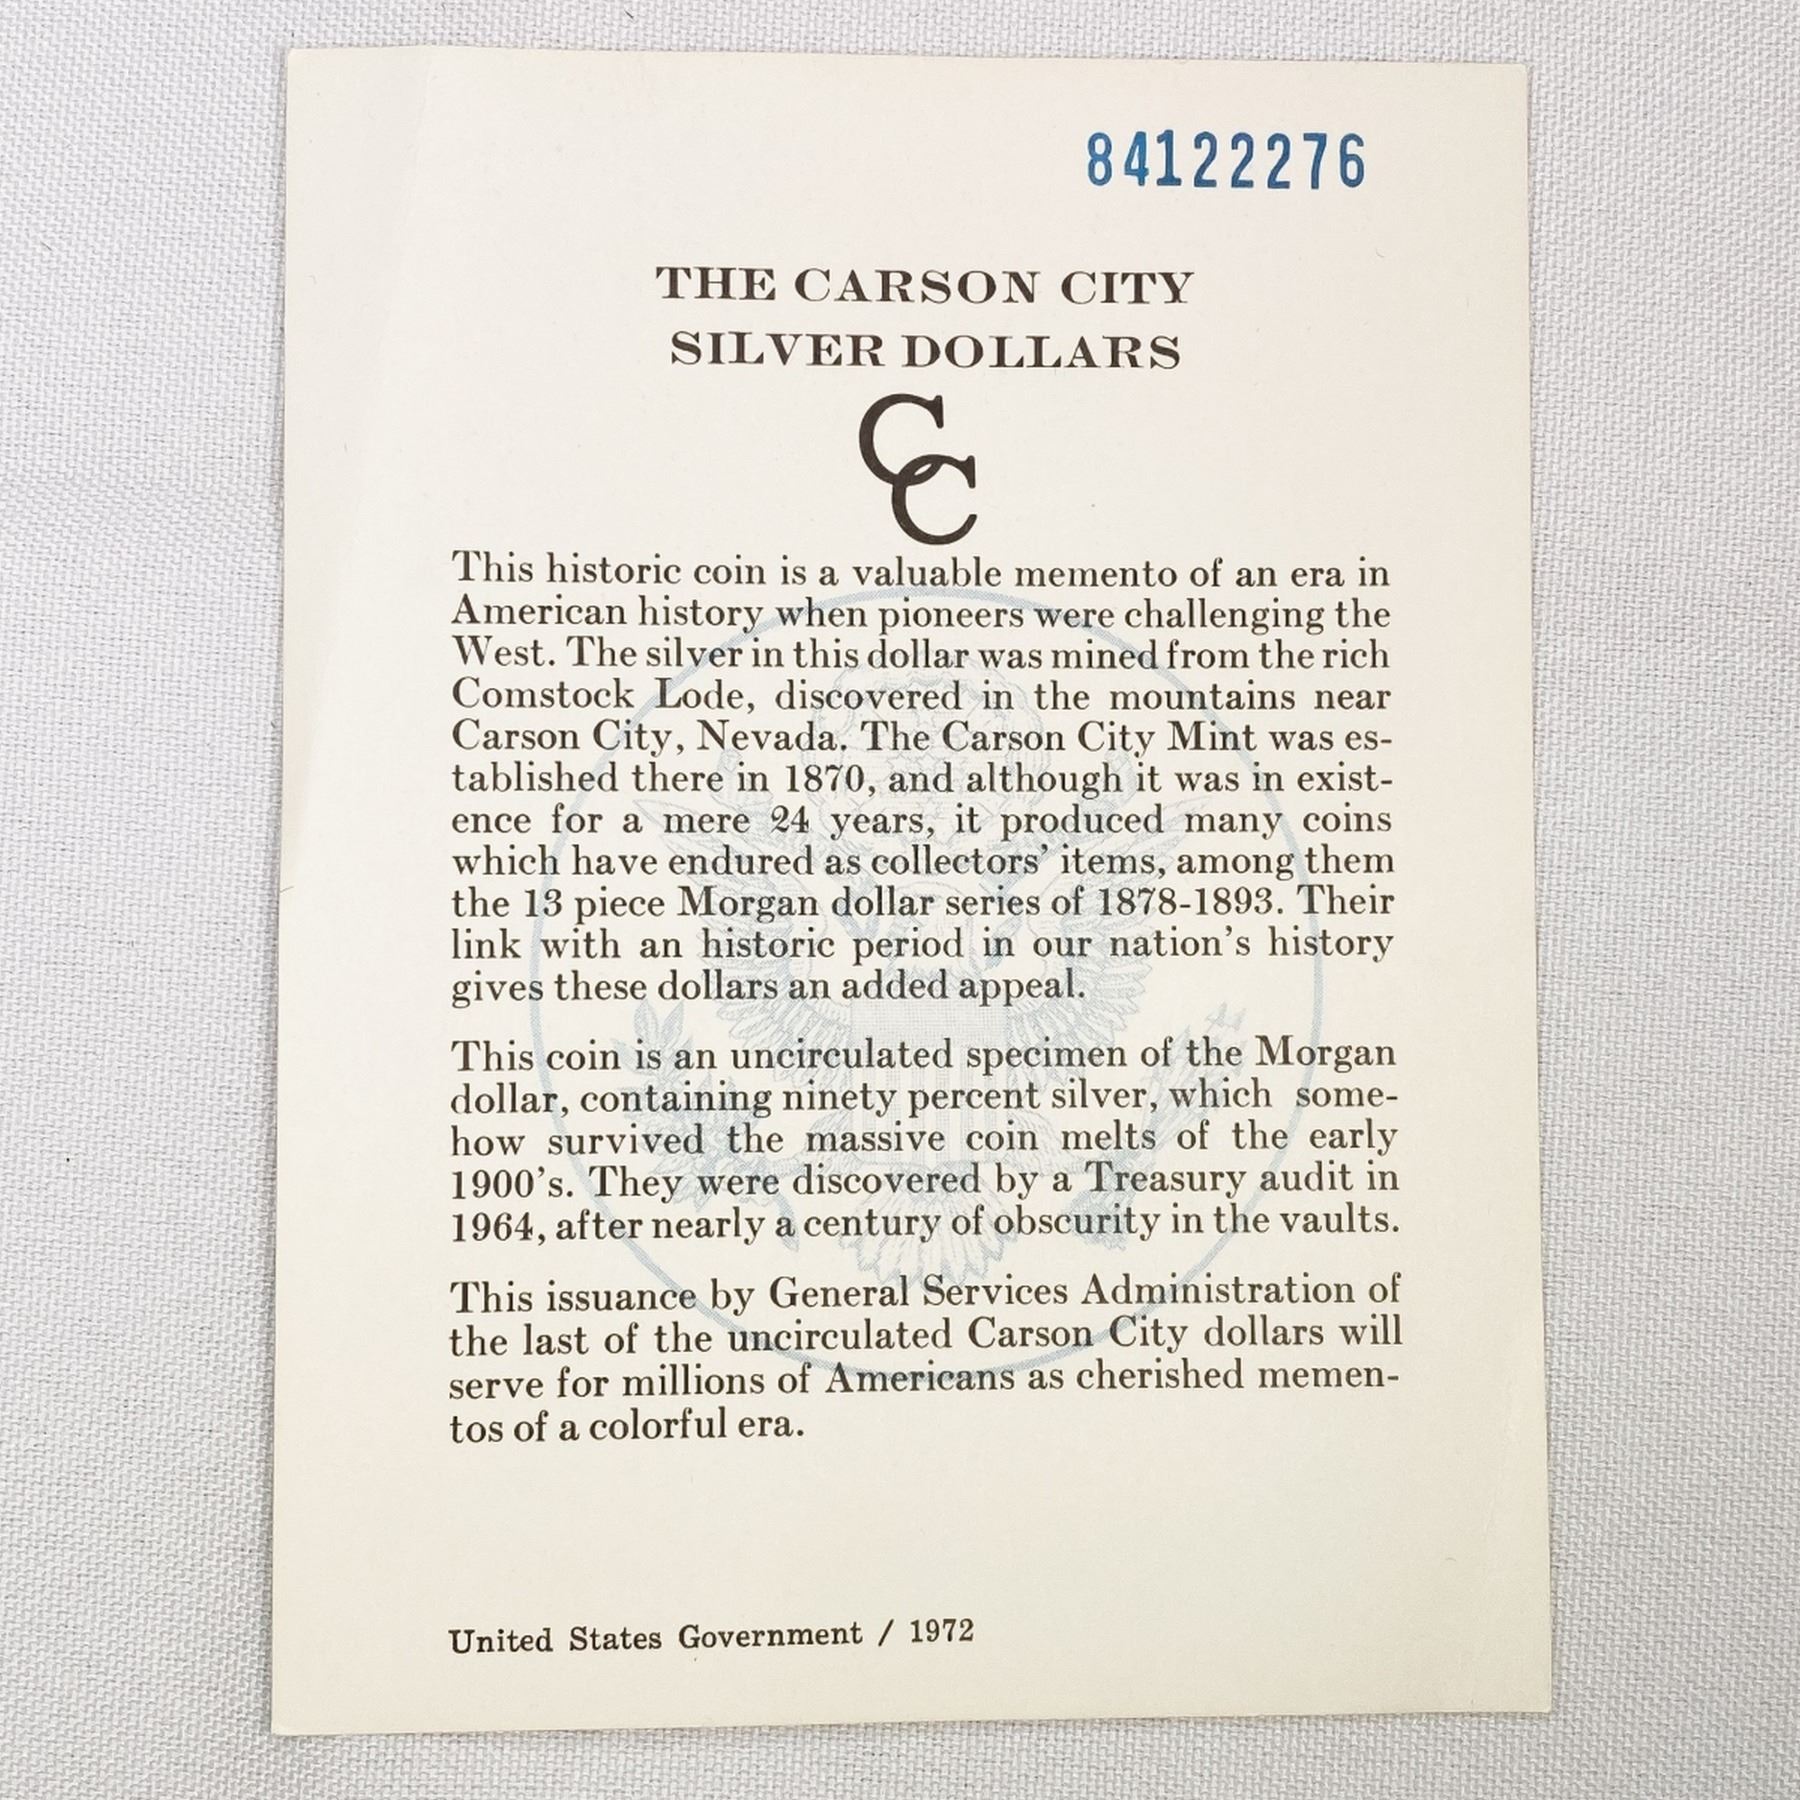 84122276
THE CARSON CITY
SILVER DOLLARS
CC
This historic coin is a valuable memento of an era in
American history when pioneers were challenging the
West. The silver in this dollar was mined from the rich
Comstock Lode, discovered in the mountains near
Carson City, Nevada. The Carson City Mint was es-
tablished there in 1870, and although it was in exist-
ence for a mere 24 years, it produced many coins
which have endured as collectors’ items, among them
the 13 piece Morgan dollar series of 1878-1893. Their
link with an historic period in our nation’s history
gives these dollars an added appeal.
This coin is an uncirculated specimen of the Morgan
dollar, containing ninety percent silver, which some-
how survived the massive coin melts of the early
1900’s. They were discovered by a Treasury audit in
1964, after nearly a century of obscurity in the vaults.
This issuance by General Services Administration of
the last of the uncirculated Carson City dollars will
serve for millions of Americans as cherished memen-
tos of a colorful era.
United States Government / 1972